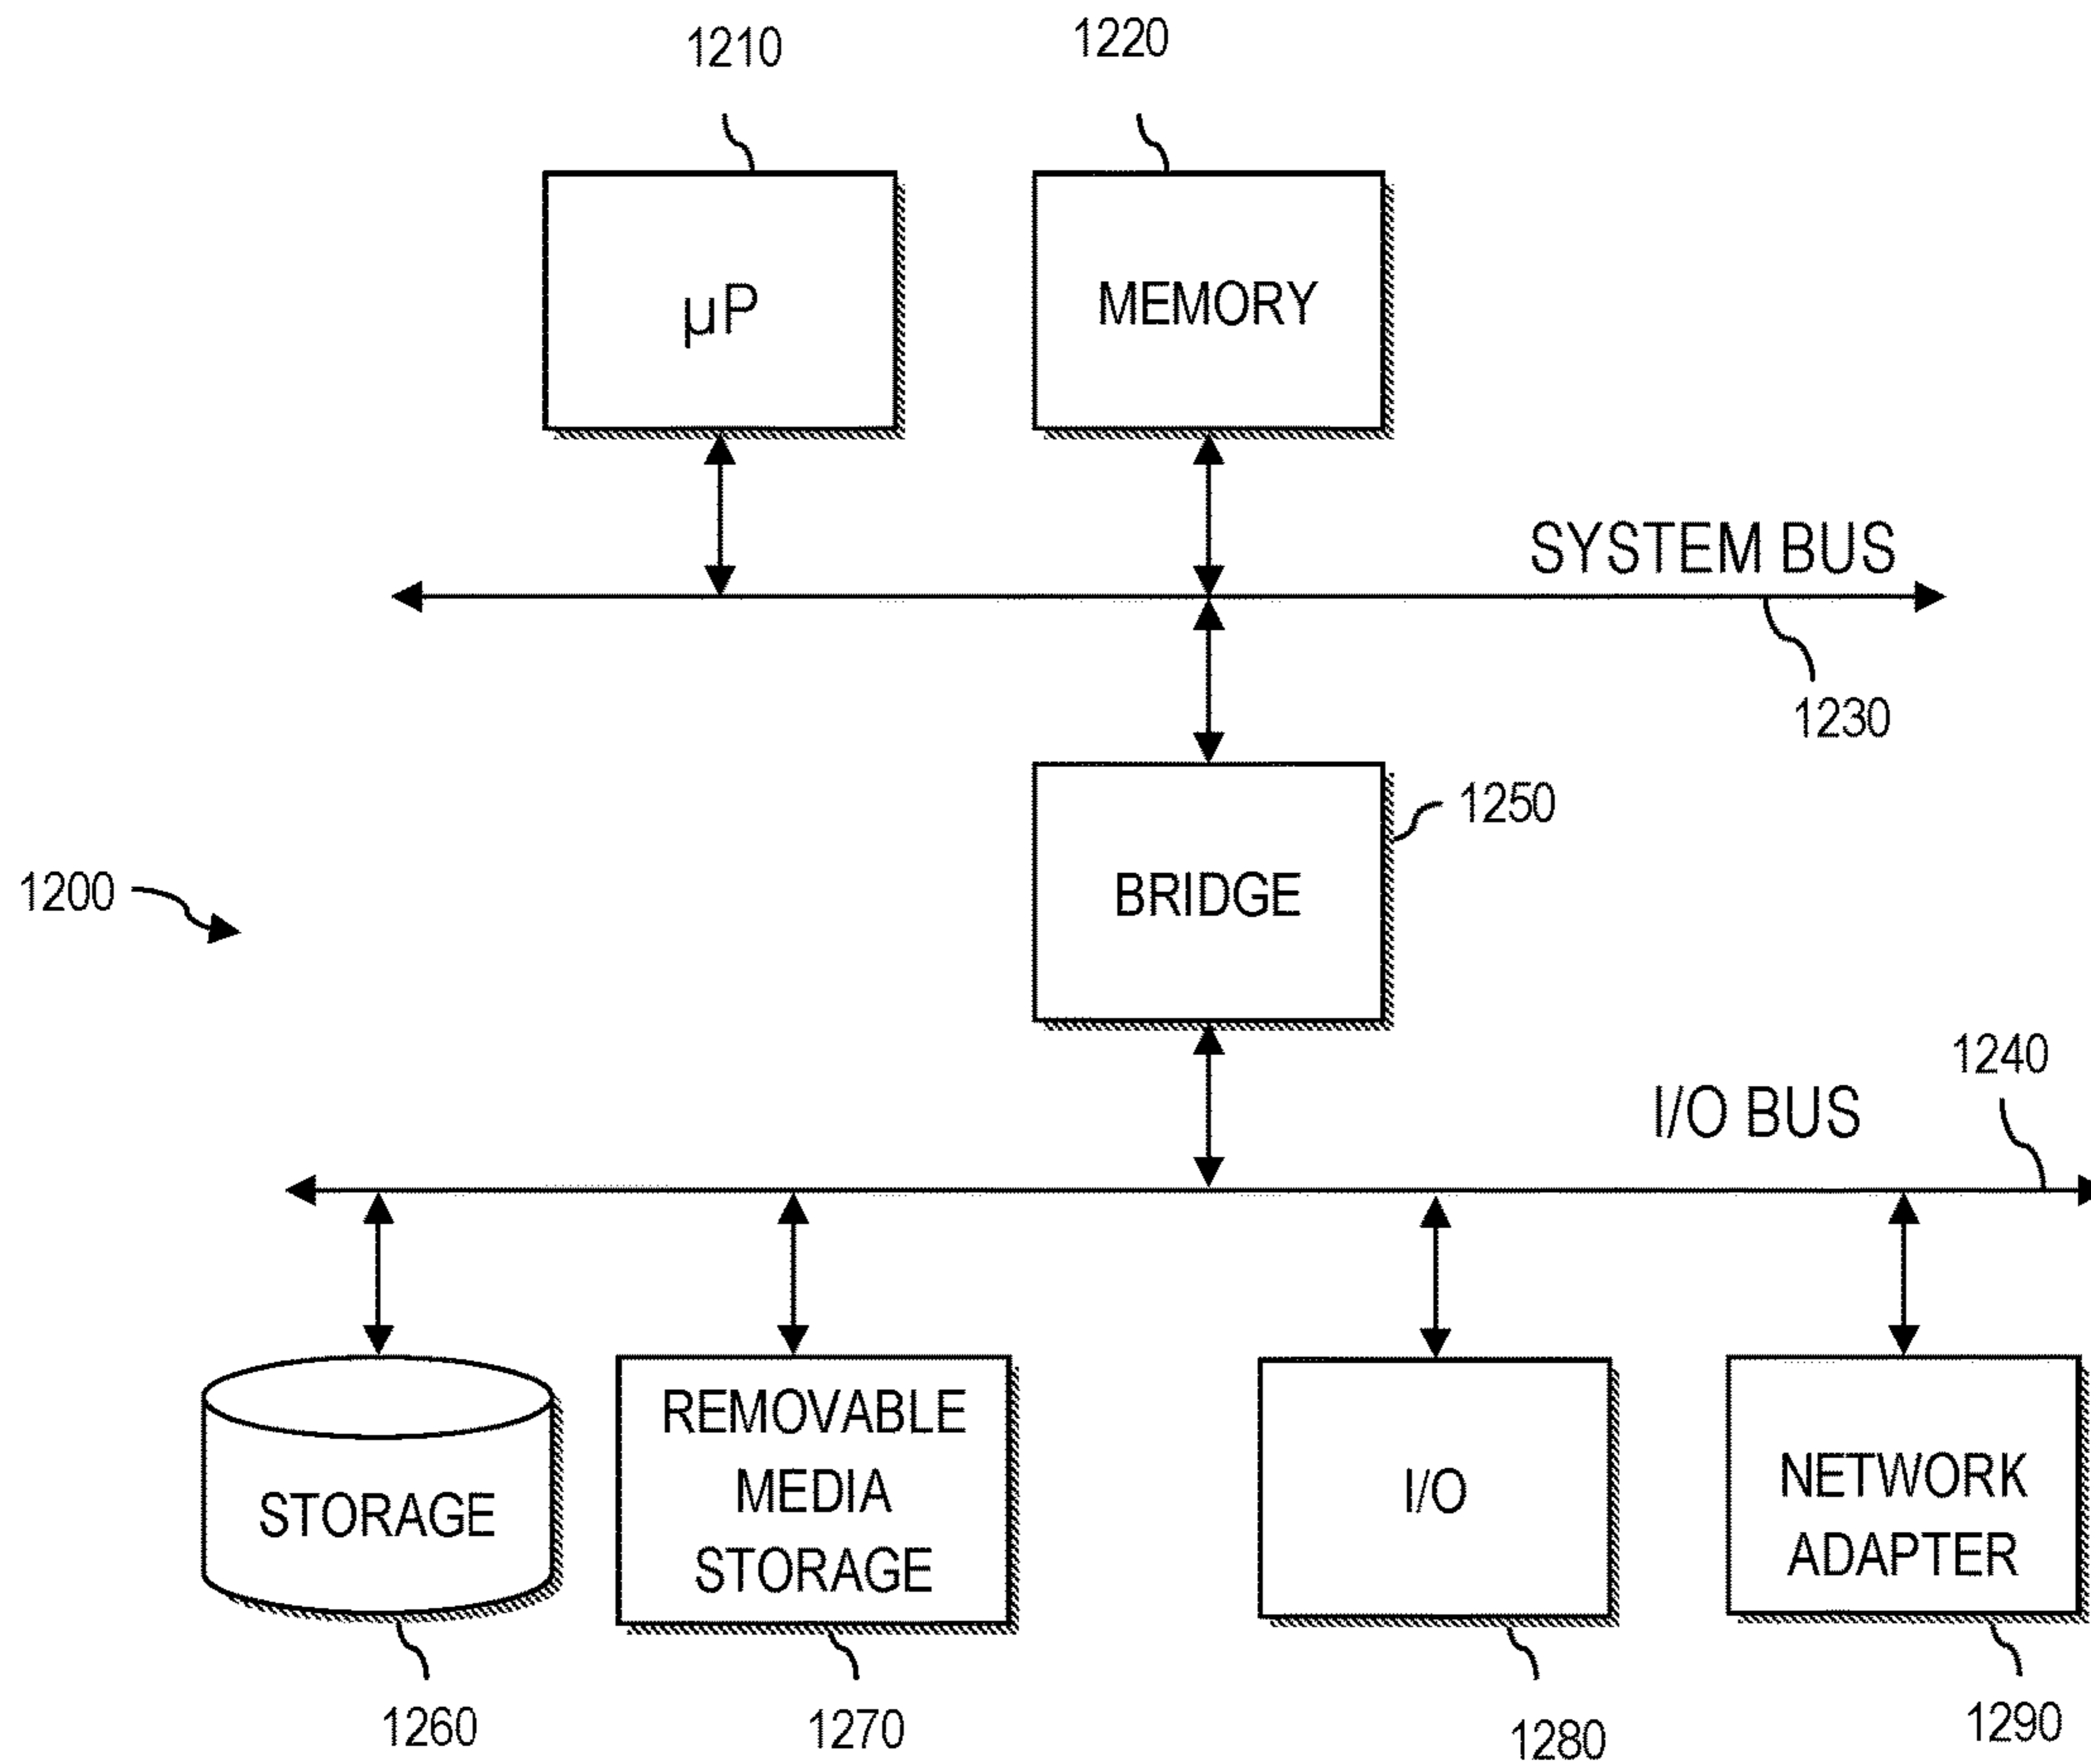 1210
1220
µP
MEMORY
SYSTEM BUS
1230
1250
BRIDGE
1200
1240
I/O BUS
STORAGE
REMOVABLE
MEDIA
STORAGE
I/O
NETWORK
ADAPTER
1260
1270
1280
1290